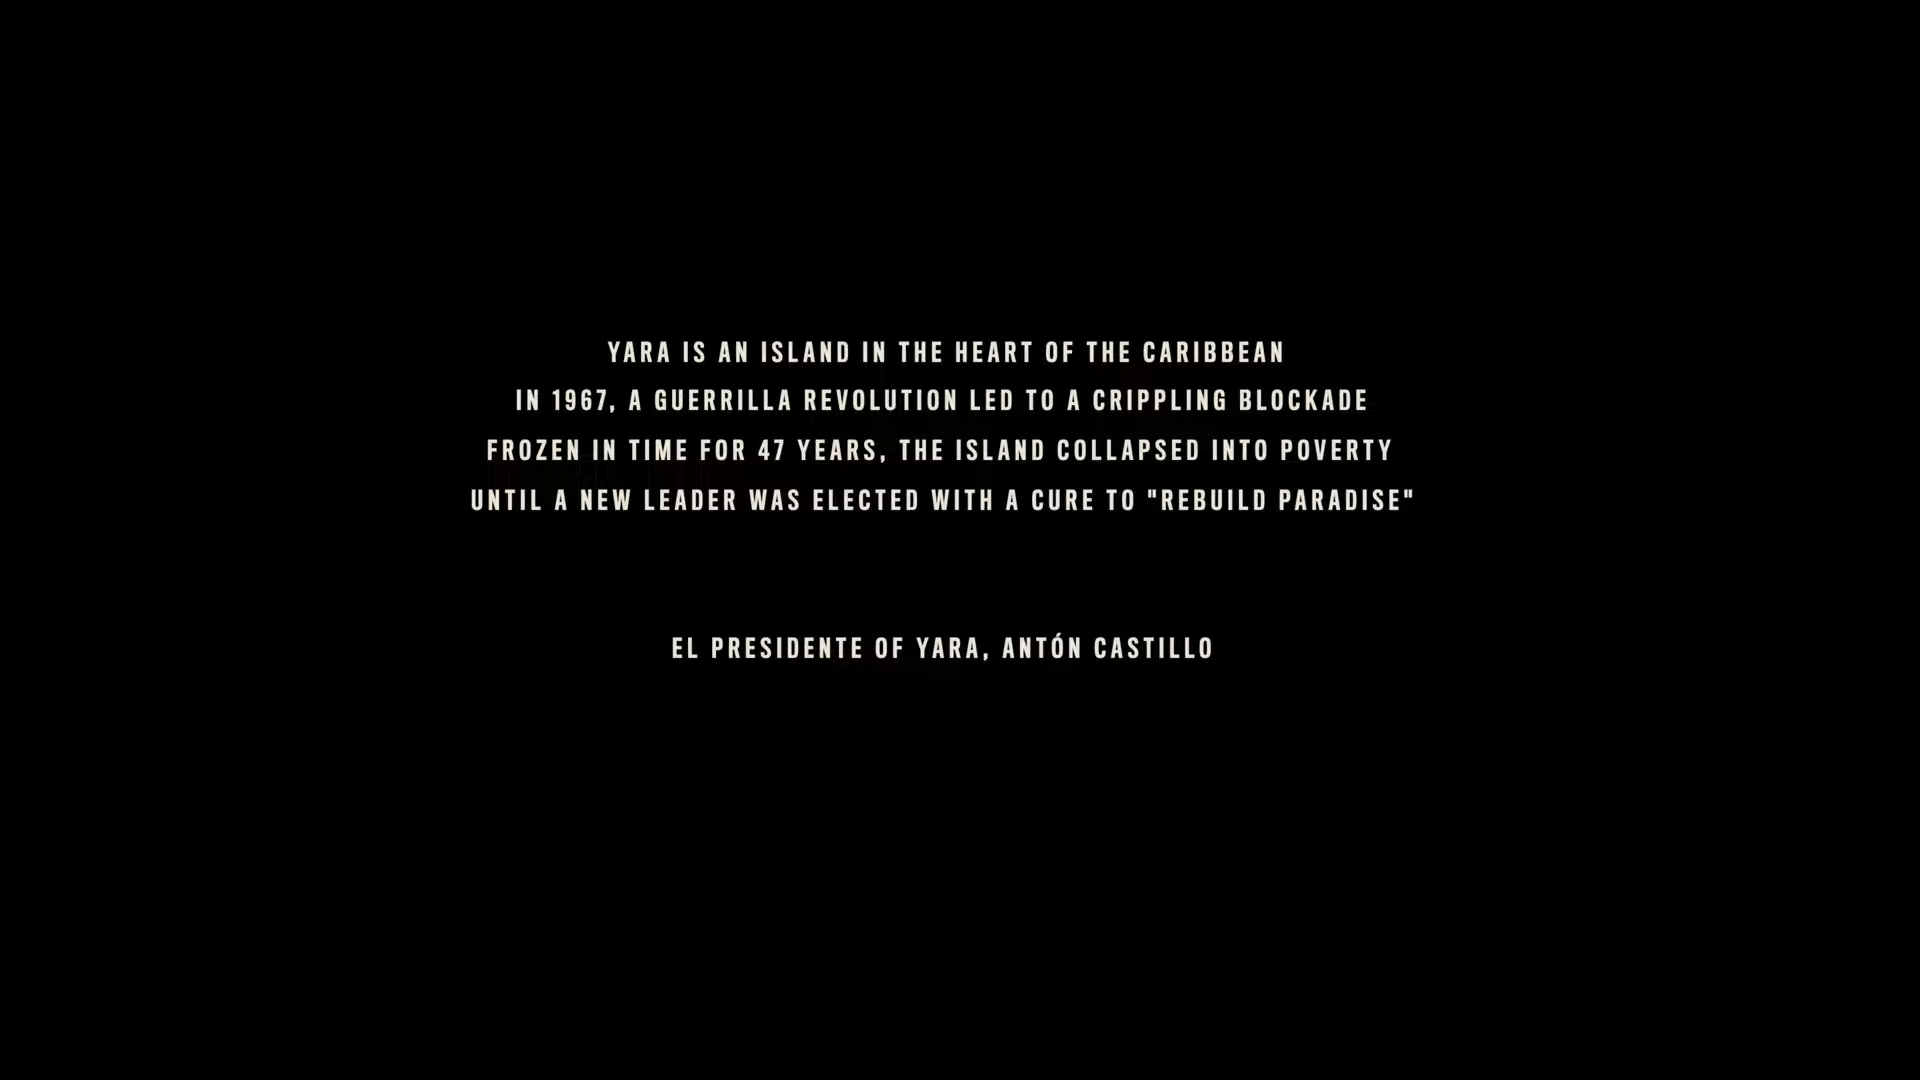 YARA IS AN ISLAND IN THE HEART OF THE CARIBBEAN
IN 1967, A GUERRILLA REVOLUTION LED TO A CRIPPLING BLOCKADE
FROZEN IN TIME FOR 47 YEARS, THE ISLAND COLLAPSED INTO POVERTY
UNTIL A NEW LEADER WAS ELECTED WITH A CURE TO "REBUILD PARADISE"
EL PRESIDENTE OF YARA, ANTÓN CASTILLO